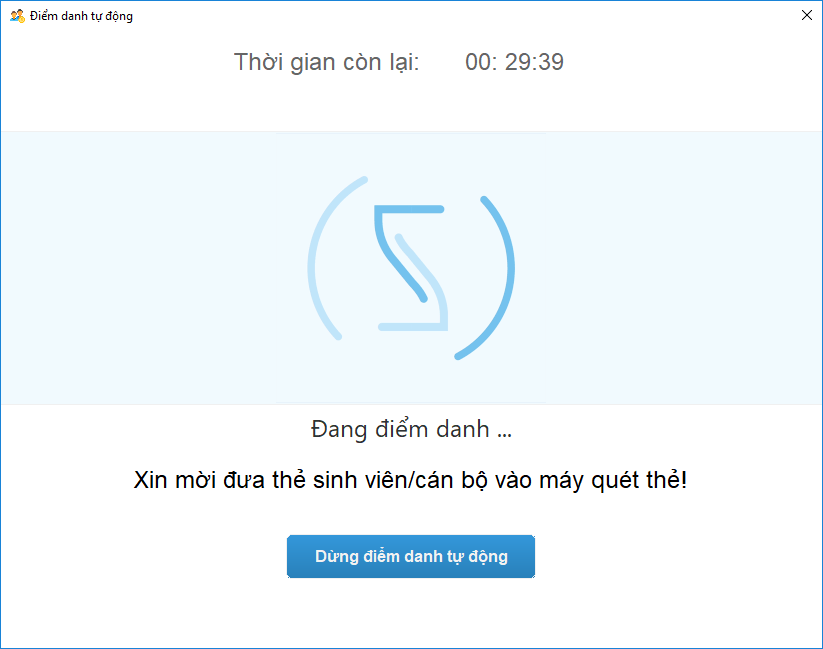 Điểm danh tự động
Thời gian còn lại: 00: 29:39
Đang điểm danh ...
Xin mời đưa thẻ sinh viên/cán bộ vào máy quét thẻ!
Dừng điểm danh tự động